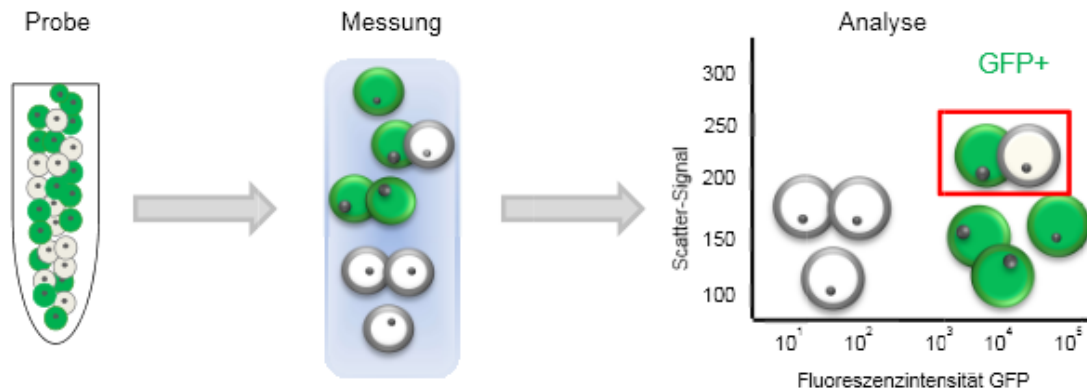 Probe
Messung
Analyse
GFP+
300
250
200
150
100
Scatter-Signal
10¹ 10² 10³ 10⁴ 10⁵
Fluoreszenzintensität GFP